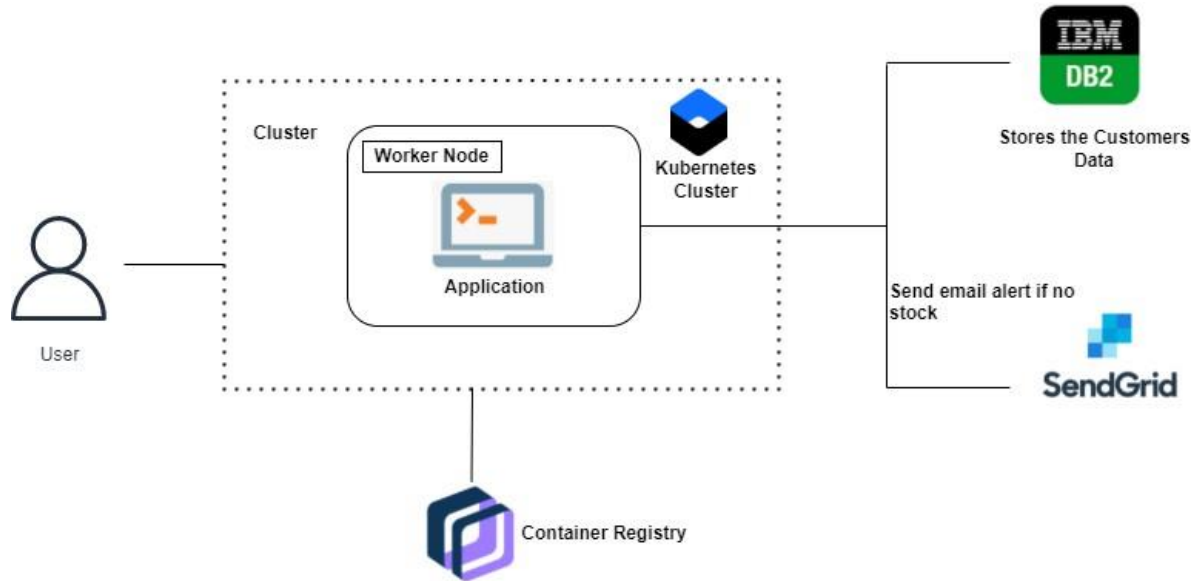 IBM
DB2
Stores the Customers
Data
Cluster
Worker Node
Kubernetes
Cluster
Application
User
Send email alert if no
stock
SendGrid
Container Registry